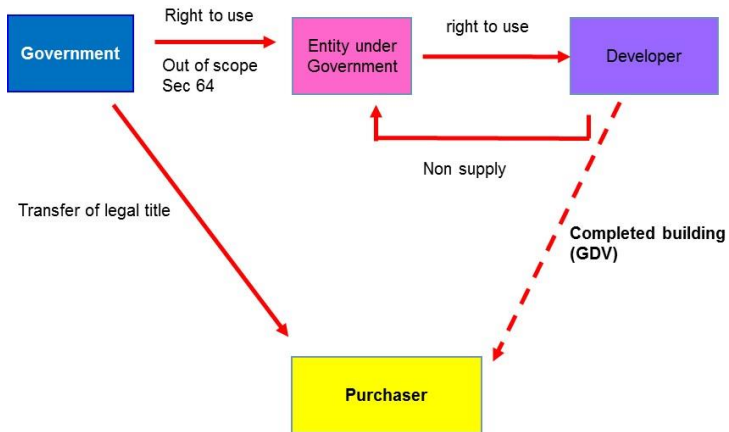 Right to use
Government
Out of scope
Sec 64
Entity under
Government
right to use
Developer
Non supply
Transfer of legal title
Completed building
(GDV)
Purchaser